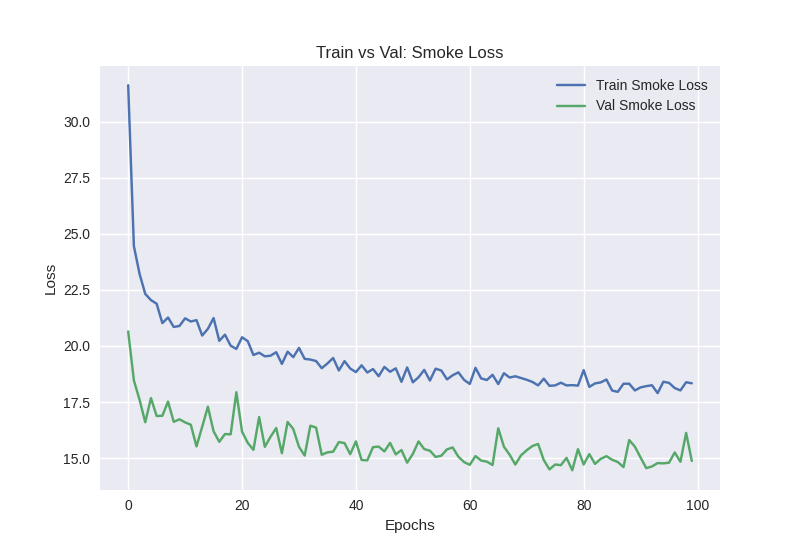 Train vs Val: Smoke Loss
Train Smoke Loss
Val Smoke Loss
30.0
27.5
25.0
22.5
20.0
17.5
15.0
Loss
0 20 40 60 80 100
Epochs